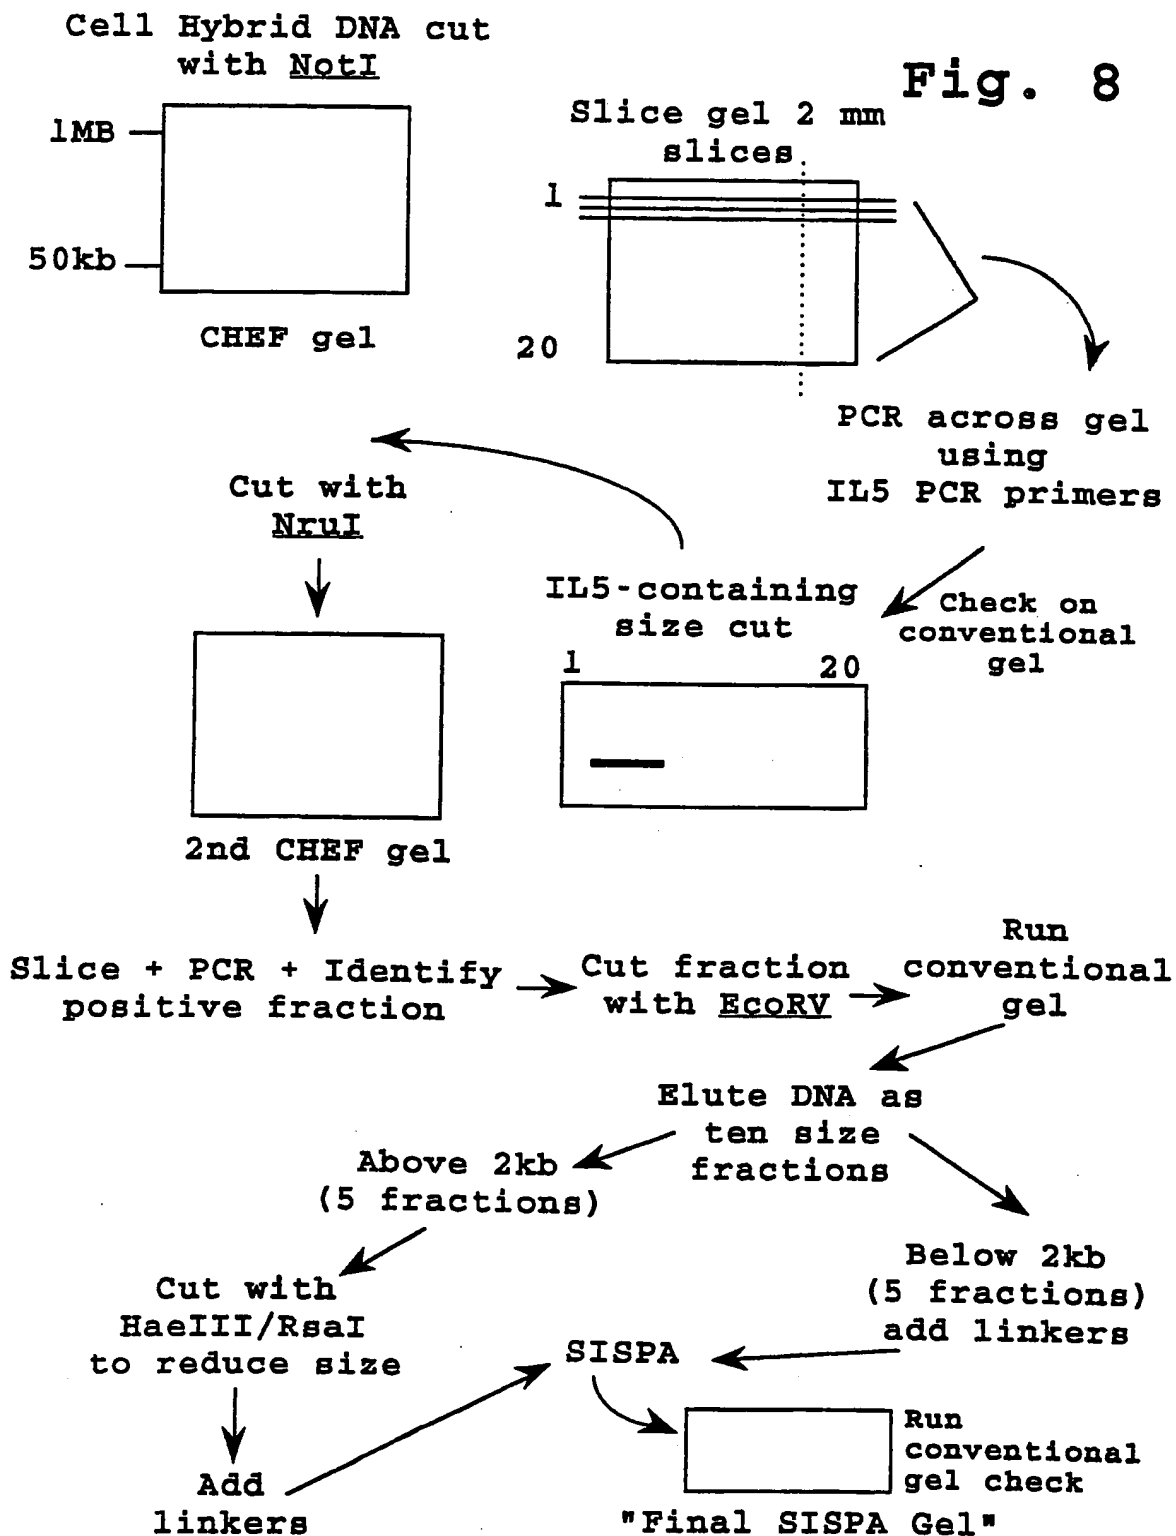 Cell Hybrid DNA cut
with NotI
Fig. 8
1MB
50kb
CHEF gel
Slice gel 2 mm
slices
1
20
PCR across gel
using
IL5 PCR primers
Check on
conventional
gel
IL5-containing
size cut
1 20
Cut with
NruI
2nd CHEF gel
Slice + PCR + Identify
positive fraction
Cut fraction
with EcoRV
Run
conventional
gel
Elute DNA as
ten size
fractions
Above 2kb
(5 fractions)
Below 2kb
(5 fractions)
add linkers
Cut with
HaeIII/RsaI
to reduce size
Add
linkers
SISPA
Run
conventional
gel check
"Final SISPA Gel"